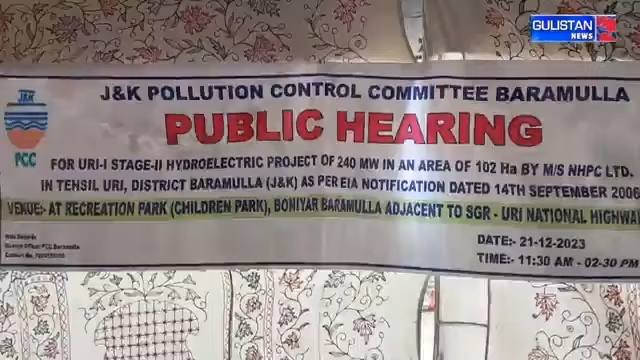 GULISTAN
NEWS
J&K POLLUTION CONTROL COMMITTEE BARAMULLA
J&K
PCC
PUBLIC HEARING
FOR URI-I STAGE-II HYDROELECTRIC PROJECT OF 240 MW IN AN AREA OF 102 Ha BY M/S NHPC LTD.
IN TEHSIL URI, DISTRICT BARAMULLA (J&K) AS PER EIA NOTIFICATION DATED 14TH SEPTEMBER 2006
VENUE:- AT RECREATION PARK (CHILDREN PARK), BONIYAR BARAMULLA ADJACENT TO SGR - URI NATIONAL HIGHWAY
DATE:- 21-12-2023
TIME:- 11:30 AM - 02:30 PM